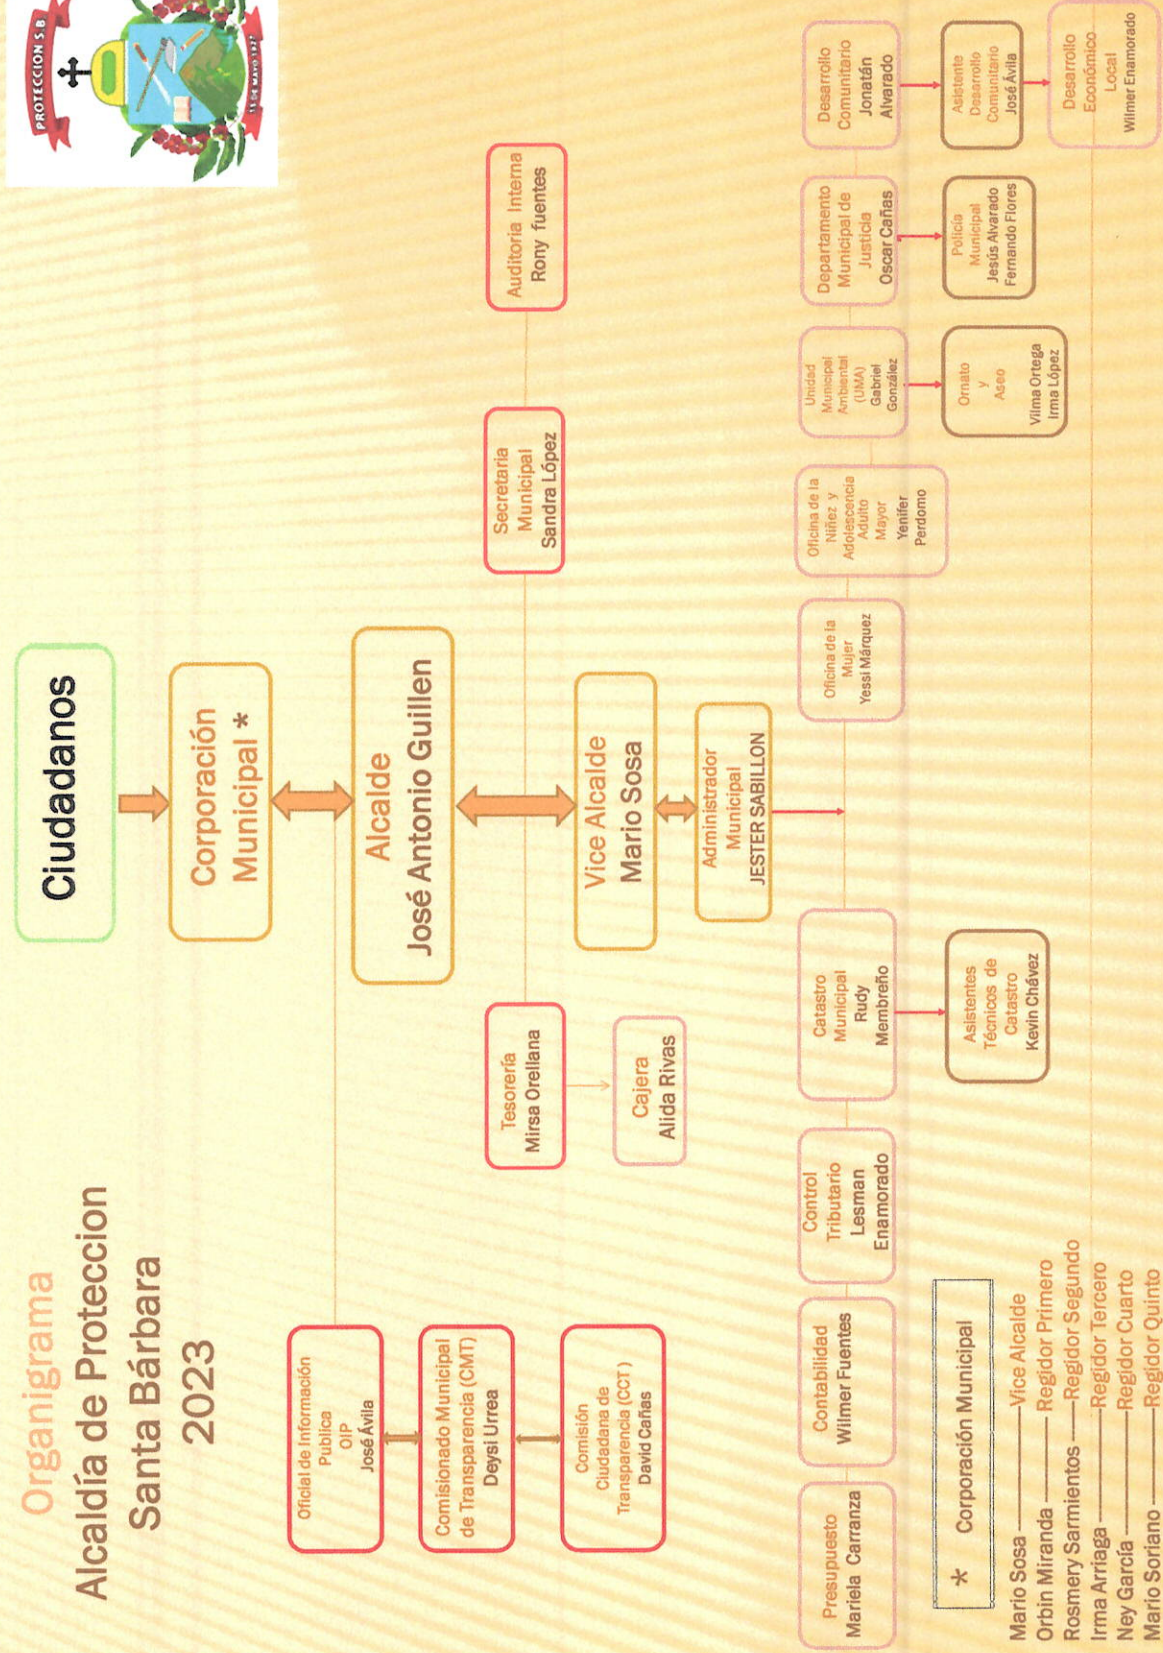 Organigrama
Alcaldía de Proteccion
Santa Bárbara
2023
PROTECCION S.B.
Ciudadanos
Corporación
Municipal *
Alcalde
José Antonio Guillen
Oficial de Información
Publica
OIP
José Ávila
Comisionado Municipal
de Transparencia (CMT)
Deysi Urrea
Comisión
Ciudadana de
Transparencia (CCT)
David Cañas
Tesorería
Mirsa Orellana
Cajera
Alida Rivas
Secretaria
Municipal
Sandra López
Auditoria Interna
Rony fuentes
Vice Alcalde
Mario Sosa
Administrador
Municipal
JESTER SABILLON
Presupuesto
Mariela Carranza
Contabilidad
Wilmer Fuentes
Control
Tributario
Lesman
Enamorado
Catastro
Municipal
Rudy
Membreño
Asistentes
Técnicos de
Catastro
Kevin Chávez
Oficina de la
Mujer
Yessi Márquez
Oficina de la
Niñez y
Adolescencia
Adulto
Mayor
Yenifer
Perdomo
Unidad
Municipal
Ambiental
(UMA)
Gabriel
González
Ornato
y
Aseo
Vilma Ortega
Irma López
Departamento
Municipal de
Justicia
Oscar Cañas
Policía
Municipal
Jesús Alvarado
Fernando Flores
Desarrollo
Comunitario
Jonatán
Alvarado
Asistente
Desarrollo
Comunitario
José Ávila
Desarrollo
Económico
Local
Wilmer Enamorado
* Corporación Municipal
Mario Sosa ———Vice Alcalde
Orbin Miranda ——— Regidor Primero
Rosmery Sarmientos ———Regidor Segundo
Irma Arriaga ———Regidor Tercero
Ney García ———Regidor Cuarto
Mario Soriano ———Regidor Quinto